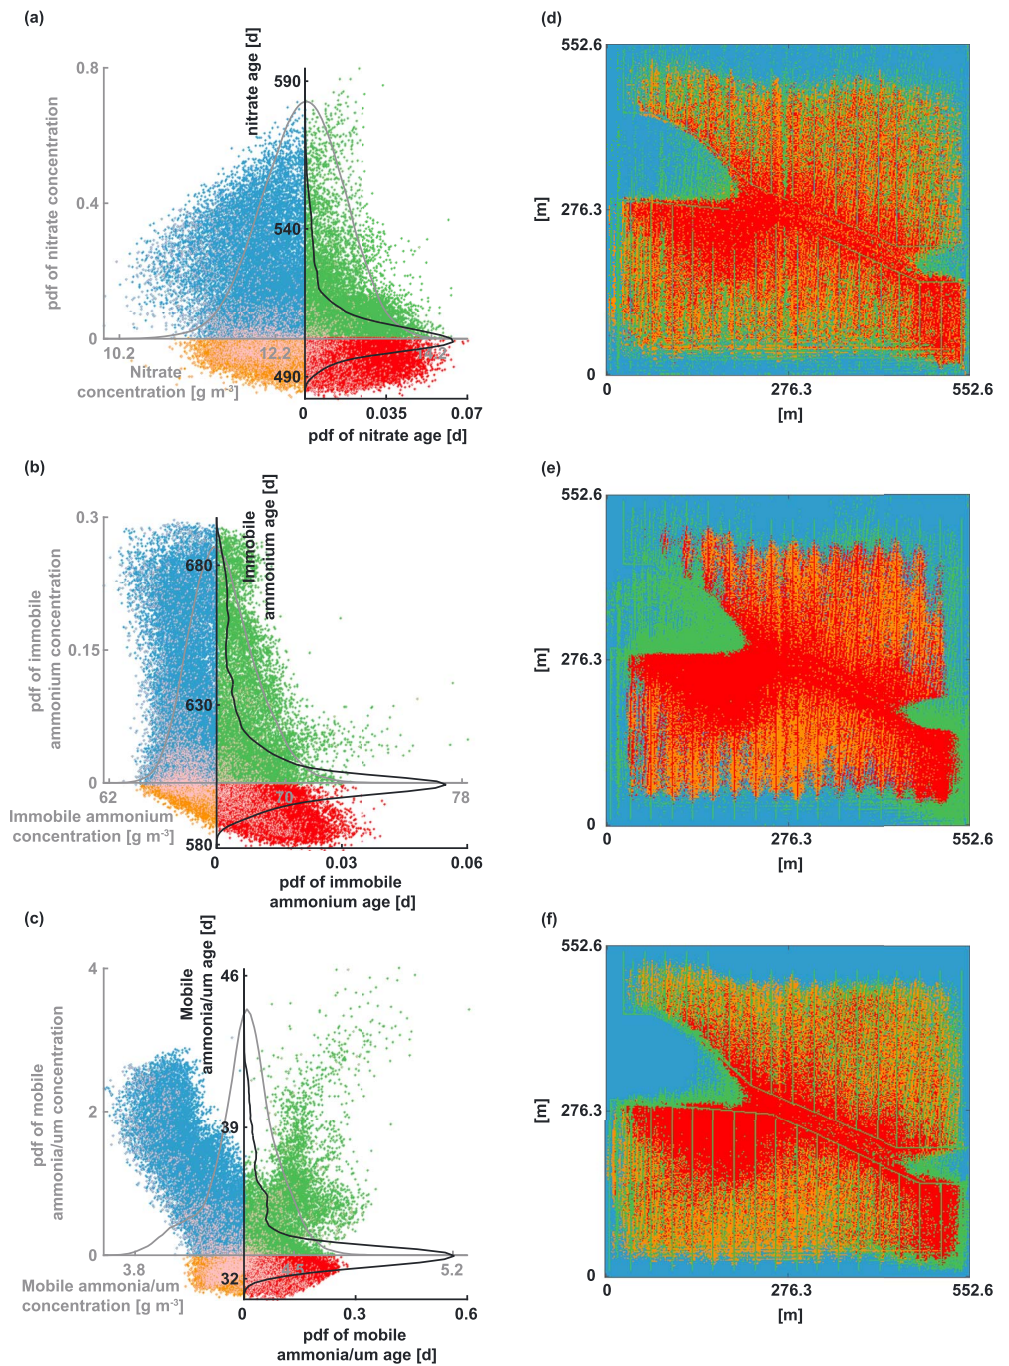 (a)
nitrate age [d]
pdf of nitrate concentration
0.8
0.4
0
590
540
490
10.2
12.2
Nitrate
concentration [g m-3]
0
0.035
0.07
pdf of nitrate age [d]
(d)
552.6
276.3
0
[m]
0
276.3
552.6
[m]
(b)
Immobile
ammonium age [d]
pdf of immobile
ammonium concentration
0.3
0.15
0
680
630
580
62
70
78
Immobile ammonium
concentration [g m-3]
0
0.03
0.06
pdf of immobile
ammonium age [d]
(e)
552.6
276.3
0
[m]
0
276.3
552.6
[m]
(c)
Mobile
ammonia/um age [d]
pdf of mobile
ammonia/um concentration
4
2
0
46
39
32
3.8
4.5
5.2
Mobile ammonia/um
concentration [g m-3]
0
0.3
0.6
pdf of mobile
ammonia/um age [d]
(f)
552.6
276.3
0
[m]
0
276.3
552.6
[m]